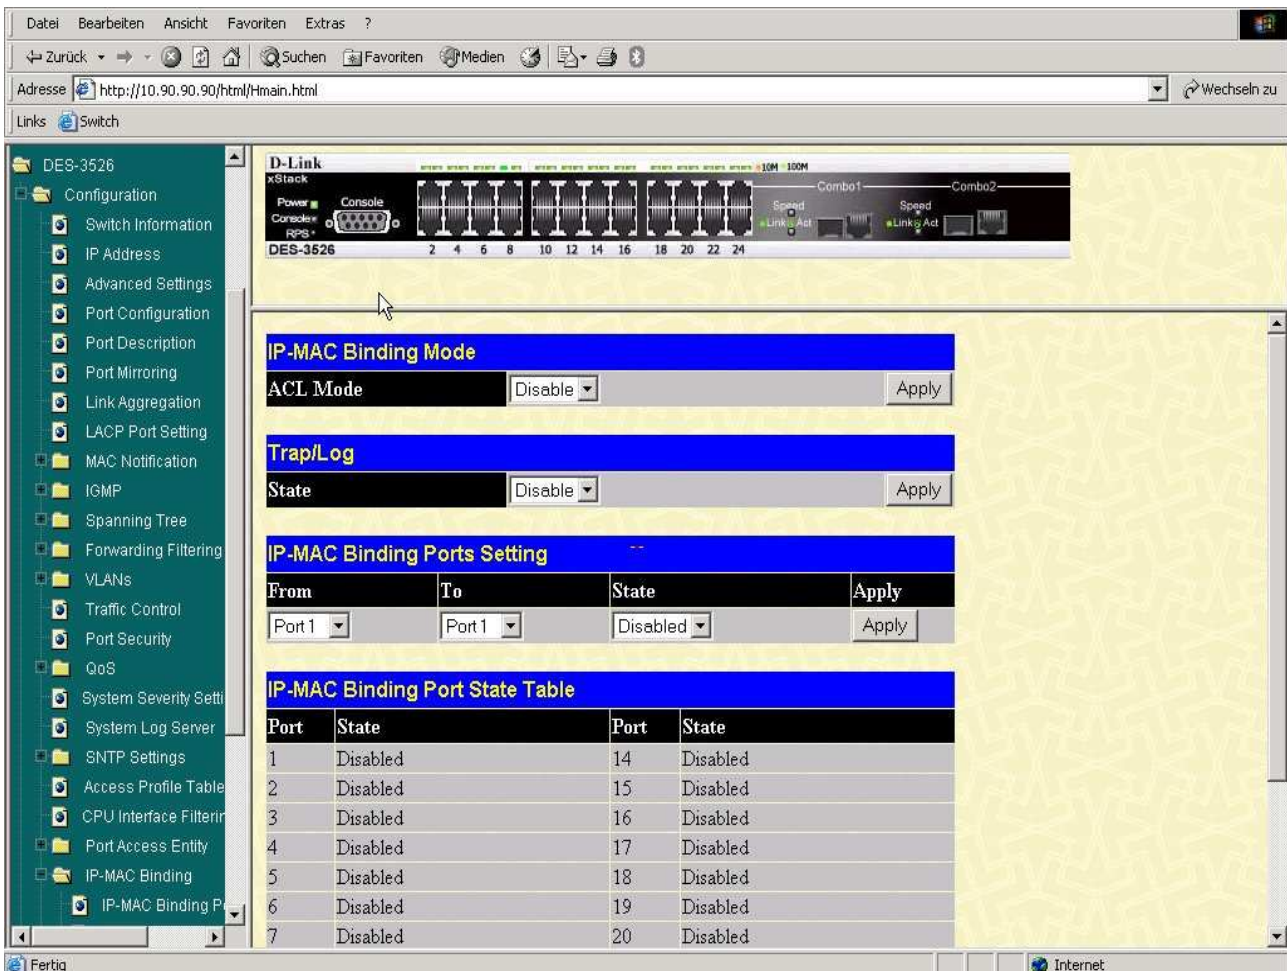 Datei Bearbeiten Ansicht Favoriten Extras ?
Zurück Suchen Favoriten Medien
Adresse http://10.90.90.90/html/Hmain.html Wechseln zu
Links Switch
DES-3526
Configuration
Switch Information
IP Address
Advanced Settings
Port Configuration
Port Description
Port Mirroring
Link Aggregation
LACP Port Setting
MAC Notification
IGMP
Spanning Tree
Forwarding Filtering
VLANs
Traffic Control
Port Security
QoS
System Severity Setti
System Log Server
SNTP Settings
Access Profile Table
CPU Interface Filterin
Port Access Entity
IP-MAC Binding
IP-MAC Binding P
D-Link
10M 100M
xStack
Power Console Combo1 Combo2
Console Speed Speed
RPS Link Act Link Act
DES-3526 2 4 6 8 10 12 14 16 18 20 22 24
IP-MAC Binding Mode
ACL Mode Disable Apply
Trap/Log
State Disable Apply
IP-MAC Binding Ports Setting --
From To State Apply
Port 1 Port 1 Disabled Apply
IP-MAC Binding Port State Table
Port State Port State
1 Disabled 14 Disabled
2 Disabled 15 Disabled
3 Disabled 16 Disabled
4 Disabled 17 Disabled
5 Disabled 18 Disabled
6 Disabled 19 Disabled
7 Disabled 20 Disabled
Fertig Internet